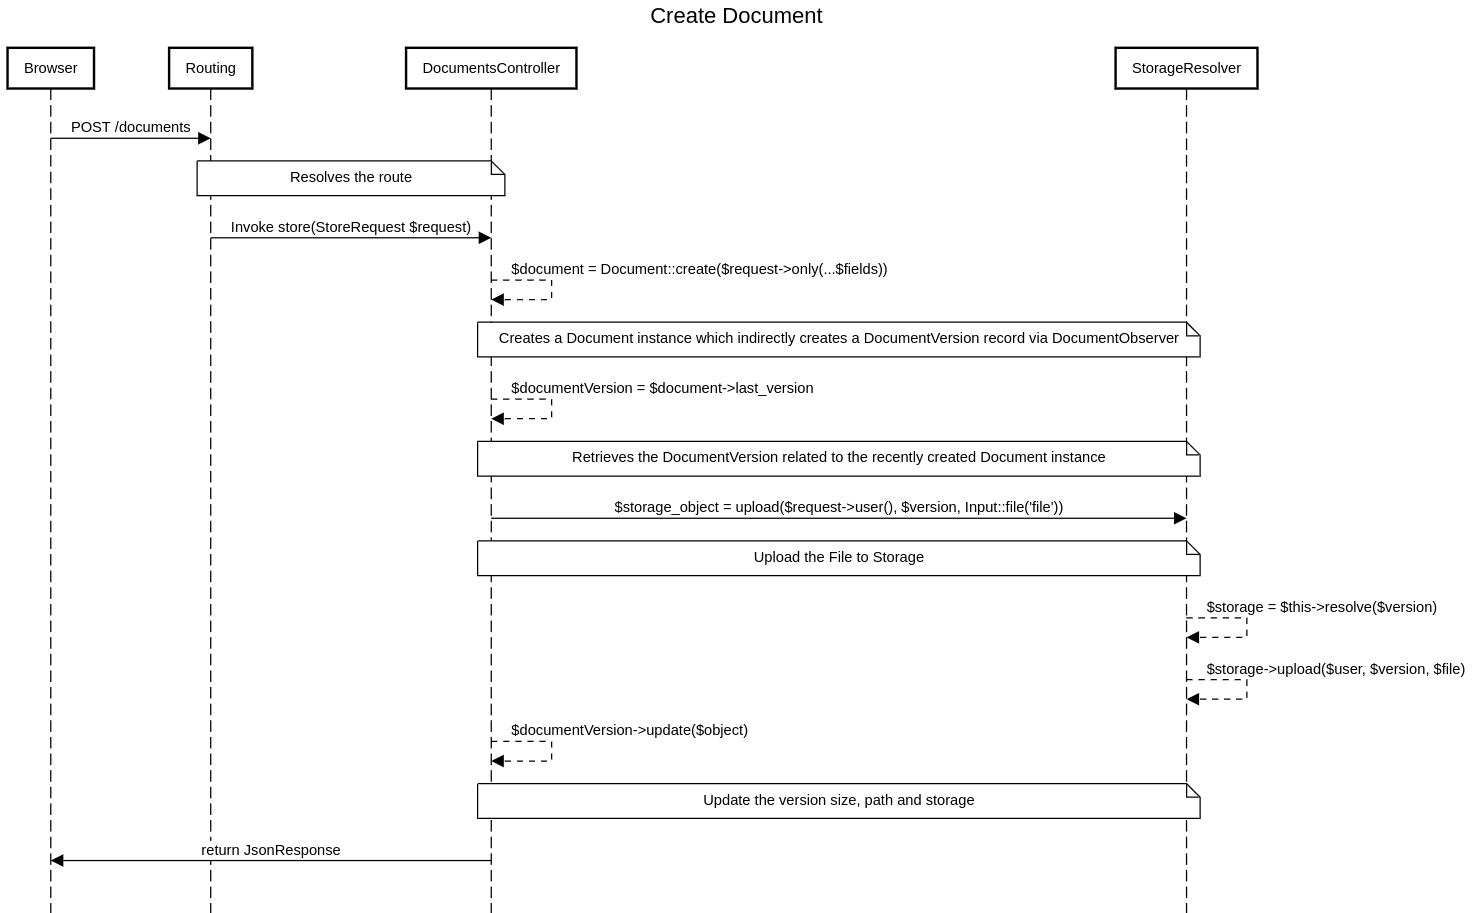 Create Document
Browser
Routing
DocumentsController
StorageResolver
POST /documents
Resolves the route
Invoke store(StoreRequest $request)
$document = Document::create($request->only(...$fields))
Creates a Document instance which indirectly creates a DocumentVersion record via DocumentObserver
$documentVersion = $document->last_version
Retrieves the DocumentVersion related to the recently created Document instance
$storage_object = upload($request->user(), $version, Input::file('file'))
Upload the File to Storage
$storage = $this->resolve($version)
$storage->upload($user, $version, $file)
$documentVersion->update($object)
Update the version size, path and storage
return JsonResponse